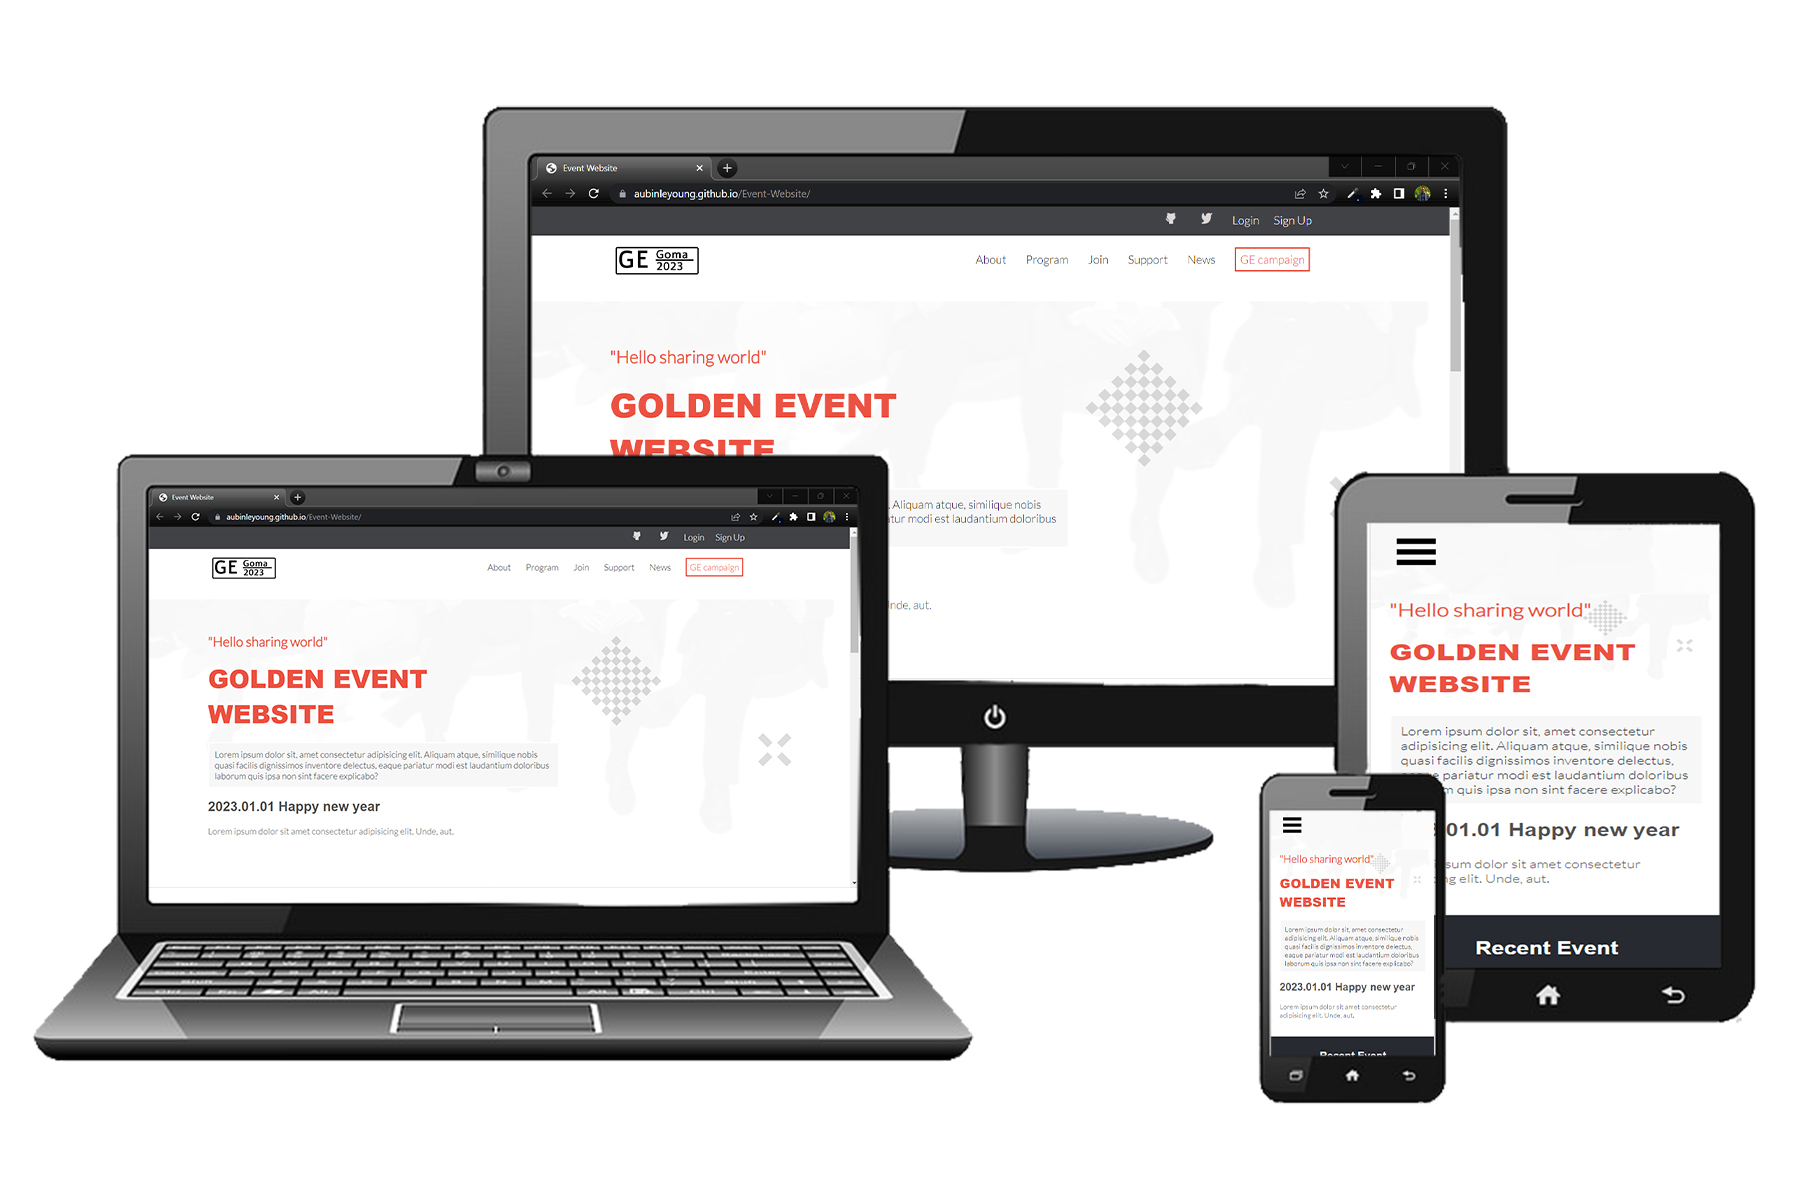 Event Website
aubinleyoung.github.io/Event-Website/
Login Sign Up
GE Goma 2023
About Program Join Support News GE campaign
"Hello sharing world"
GOLDEN EVENT
WEBSITE
. Aliquam atque, similique nobis
atur modi est laudantium doloribus
nde, aut.
Event Website
aubinleyoung.github.io/Event-Website/
Login Sign Up
GE Goma 2023
About Program Join Support News GE campaign
"Hello sharing world"
GOLDEN EVENT
WEBSITE
Lorem ipsum dolor sit, amet consectetur adipisicing elit. Aliquam atque, similique nobis
quasi facilis dignissimos inventore delectus, eaque pariatur modi est laudantium doloribus
laborum quis ipsa non sint facere explicabo?
2023.01.01 Happy new year
Lorem ipsum dolor sit amet consectetur adipisicing elit. Unde, aut.
"Hello sharing world"
GOLDEN EVENT
WEBSITE
Lorem ipsum dolor sit, amet consectetur
adipisicing elit. Aliquam atque, similique nobis
quasi facilis dignissimos inventore delectus,
eaque pariatur modi est laudantium doloribus
m quis ipsa non sint facere explicabo?
01.01 Happy new year
sum dolor sit amet consectetur
ng elit. Unde, aut.
Recent Event
"Hello sharing world"
GOLDEN EVENT
WEBSITE
Lorem ipsum dolor sit, amet consectetur
adipisicing elit. Aliquam atque, similique nobis
quasi facilis dignissimos inventore delectus,
eaque pariatur modi est laudantium doloribus
laborum quis ipsa non sint facere explicabo?
2023.01.01 Happy new year
Lorem ipsum dolor sit amet consectetur
adipisicing elit. Unde, aut.
Recent Event